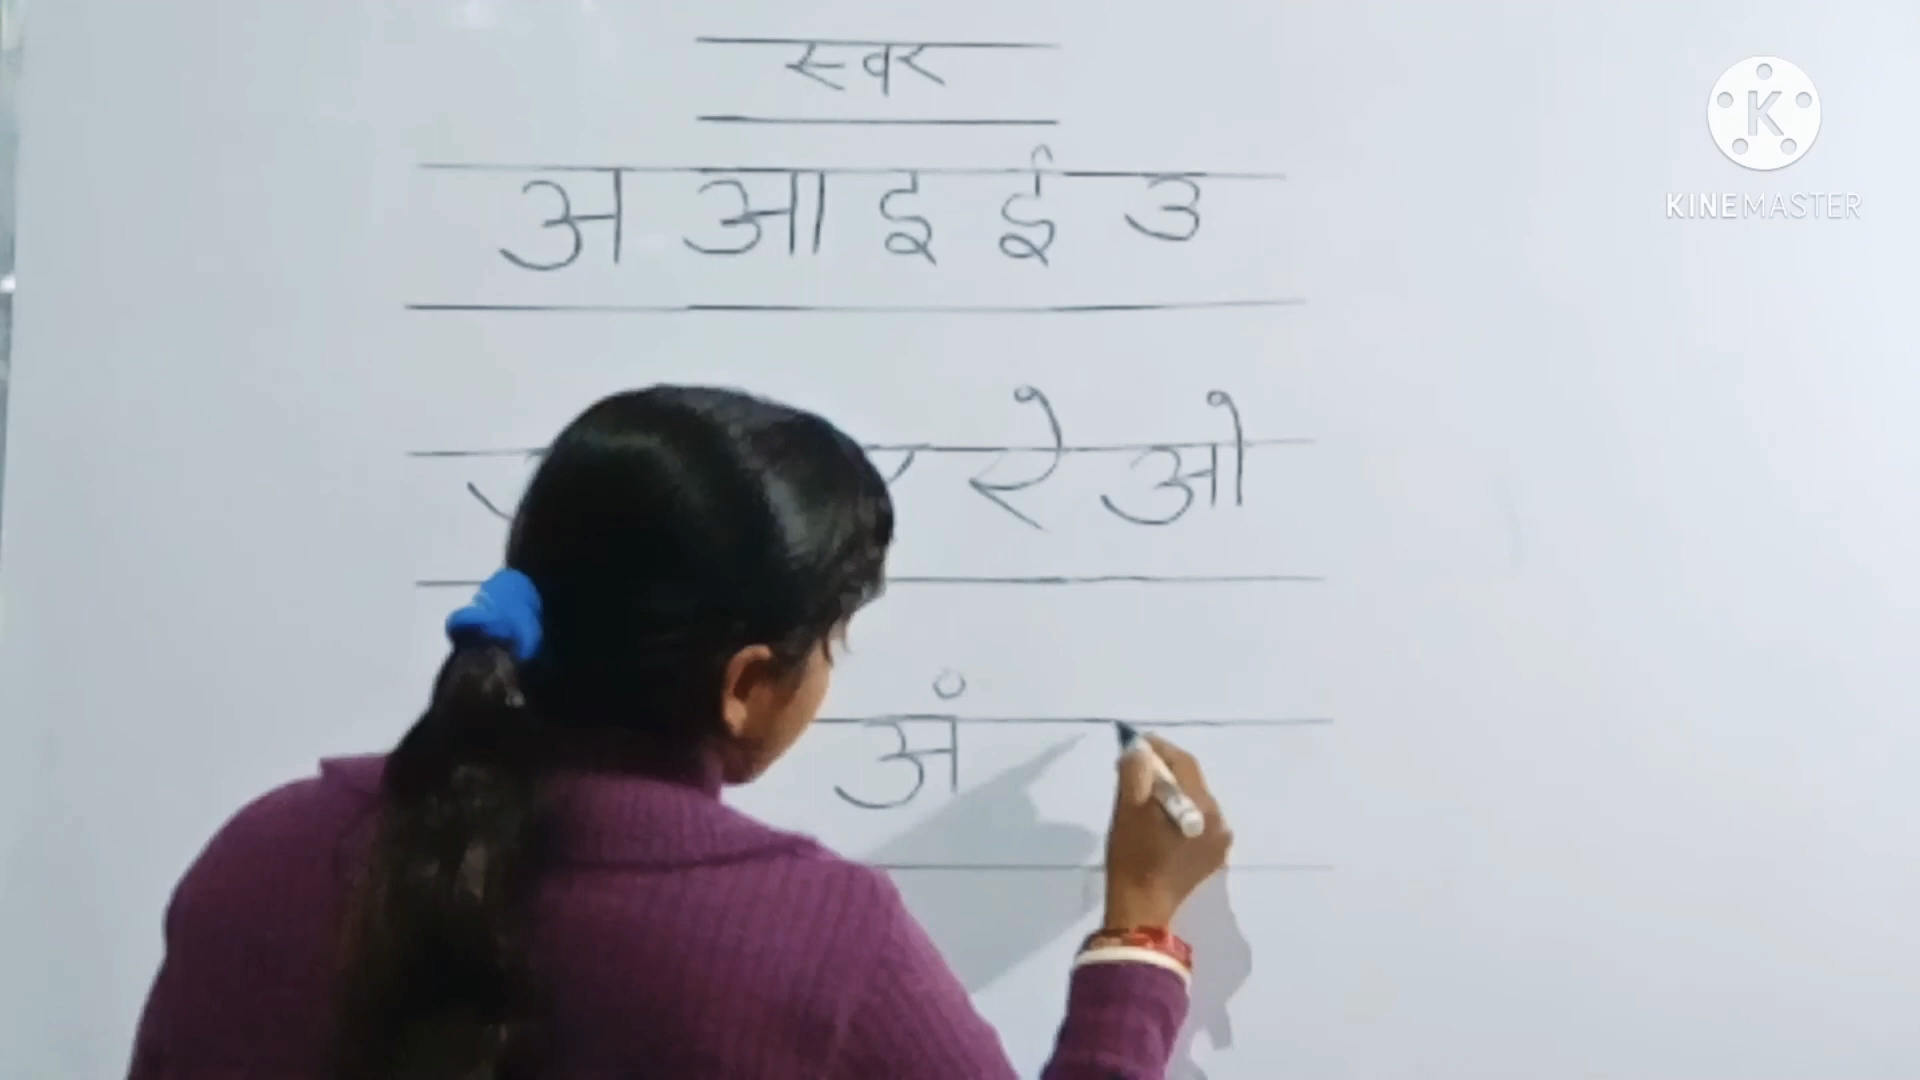 स्वर
अ आ इ ई उ
ऐ ओ
अं
KINEMASTER